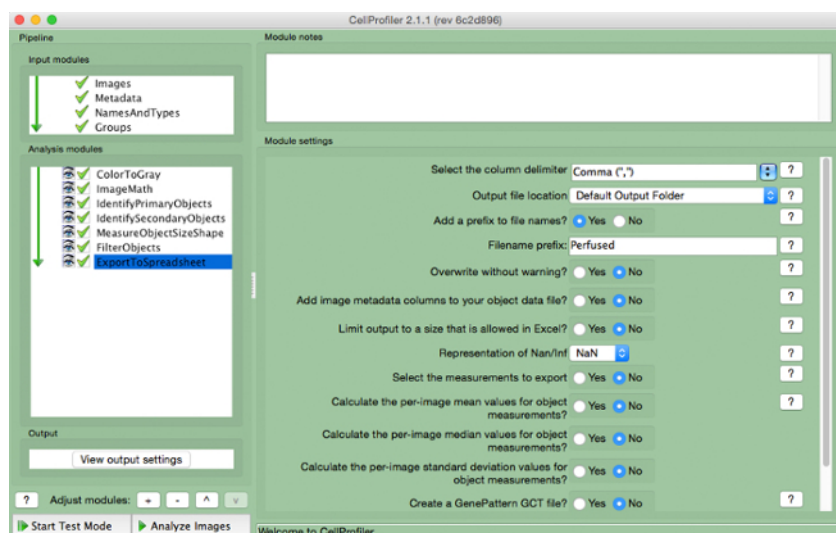 CellProfiler 2.1.1 (rev 6c2d896)
Pipeline
Input modules
Images
Metadata
NamesAndTypes
Groups
Analysis modules
ColorToGray
ImageMath
IdentifyPrimaryObjects
IdentifySecondaryObjects
MeasureObjectSizeShape
FilterObjects
ExportToSpreadsheet
Output
View output settings
? Adjust modules: + - ^ v
Start Test Mode Analyze Images
Module notes
Module settings
Select the column delimiter Comma (",") ?
Output file location Default Output Folder ?
Add a prefix to file names? Yes No ?
Filename prefix: Perfused ?
Overwrite without warning? Yes No ?
Add image metadata columns to your object data file? Yes No ?
Limit output to a size that is allowed in Excel? Yes No ?
Representation of Nan/Inf NaN ?
Select the measurements to export Yes No ?
Calculate the per-image mean values for object
measurements? Yes No ?
Calculate the per-image median values for object
measurements? Yes No
Calculate the per-image standard deviation values for
object measurements? Yes No
Create a GenePattern GCT file? Yes No ?
Welcome to CellProfiler